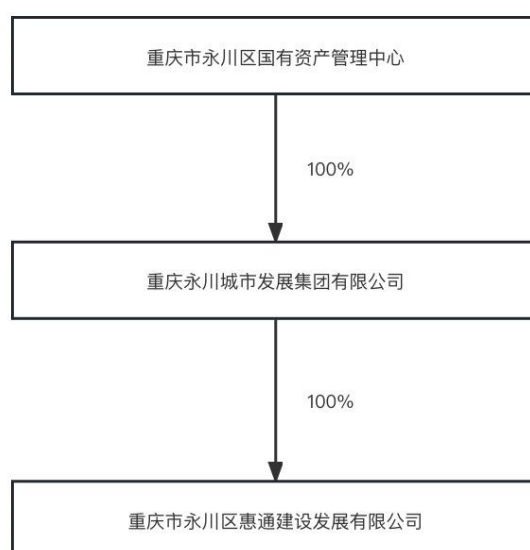 重庆市永川区国有资产管理中心
100%
重庆永川城市发展集团有限公司
100%
重庆市永川区惠通建设发展有限公司